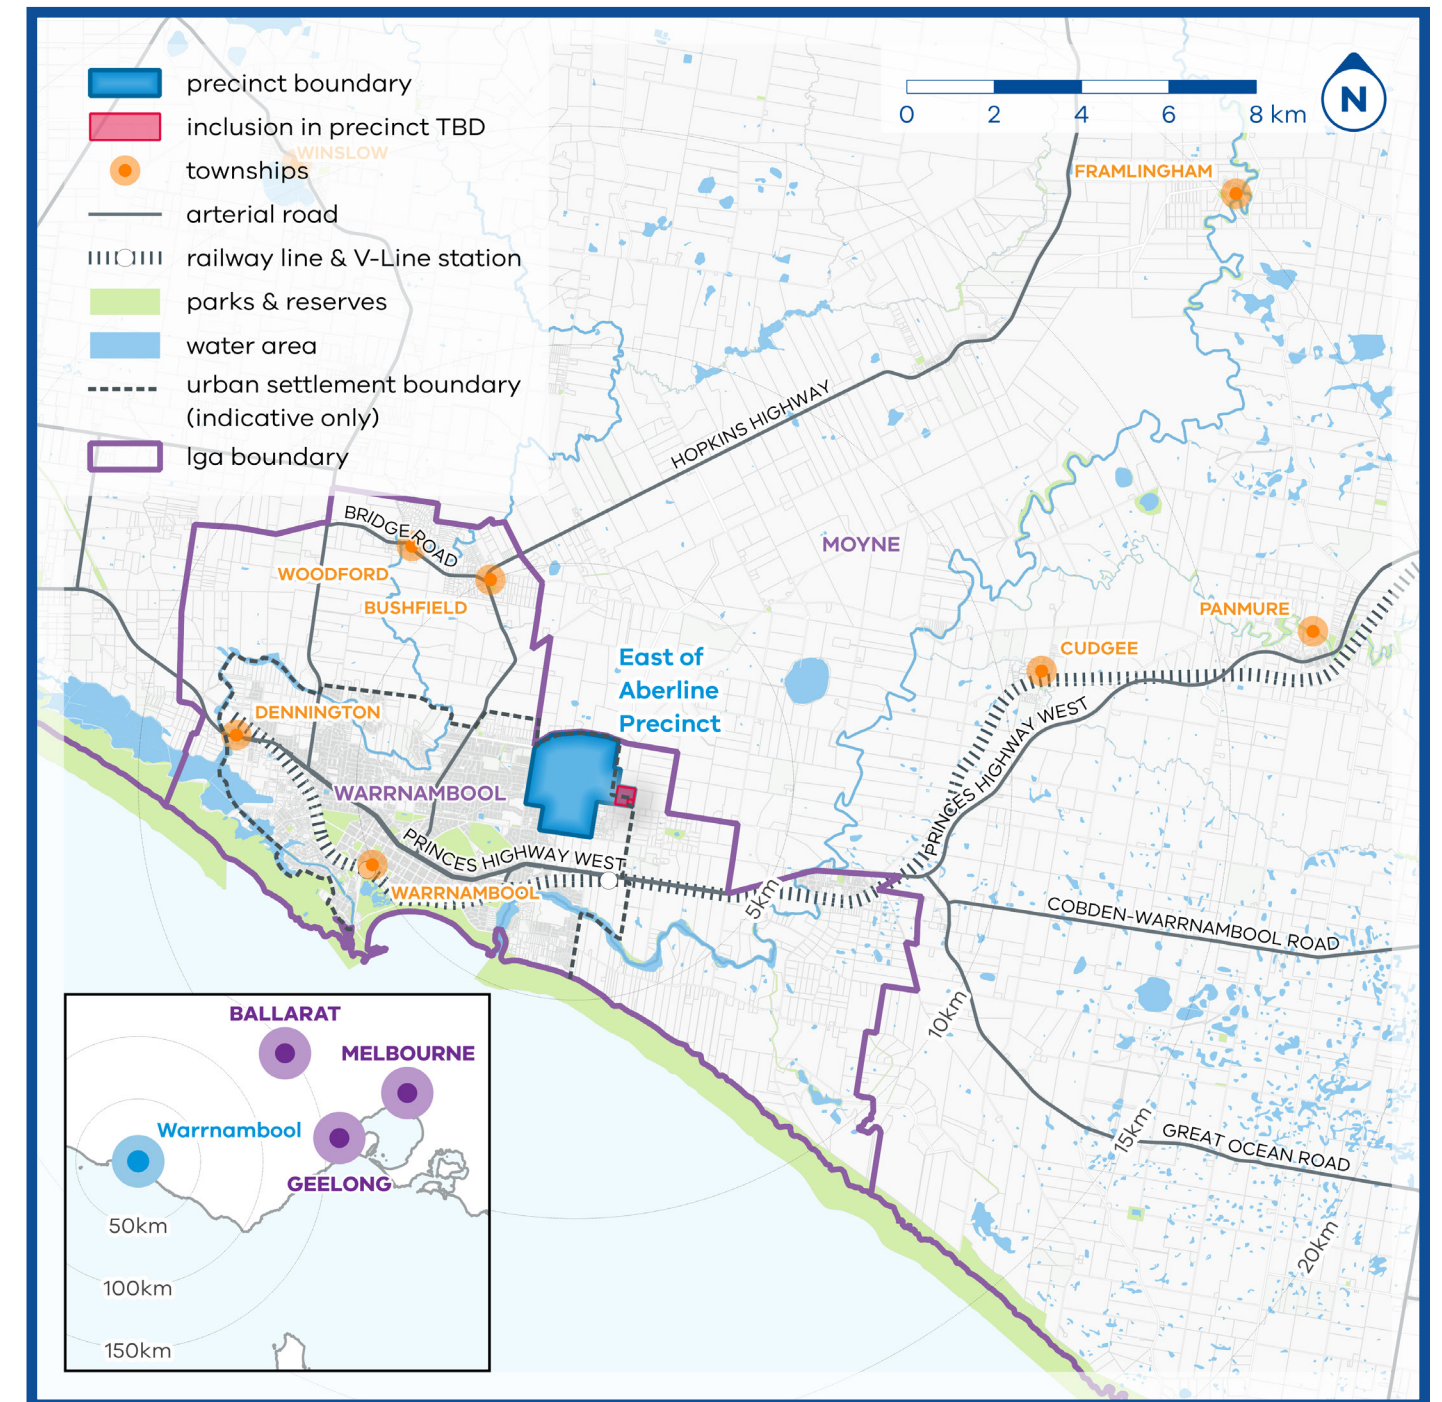 precinct boundary
inclusion in precinct TBD
WINSLOW
townships
arterial road
railway line & V-Line station
parks & reserves
water area
urban settlement boundary
(indicative only)
lga boundary
0 2 4 6 8 km
N
FRAMLINGHAM
HOPKINS HIGHWAY
BRIDGE ROAD
MOYNE
WOODFORD
BUSHFIELD
PANMURE
CUDGEE
East of
Aberline
Precinct
DENNINGTON
PRINCES HIGHWAY WEST
WARRNAMBOOL
PRINCES HIGHWAY WEST
WARRNAMBOOL
5km
COBDEN-WARRNAMBOOL ROAD
10km
15km
GREAT OCEAN ROAD
20km
BALLARAT
MELBOURNE
Warrnambool
GEELONG
50km
100km
150km